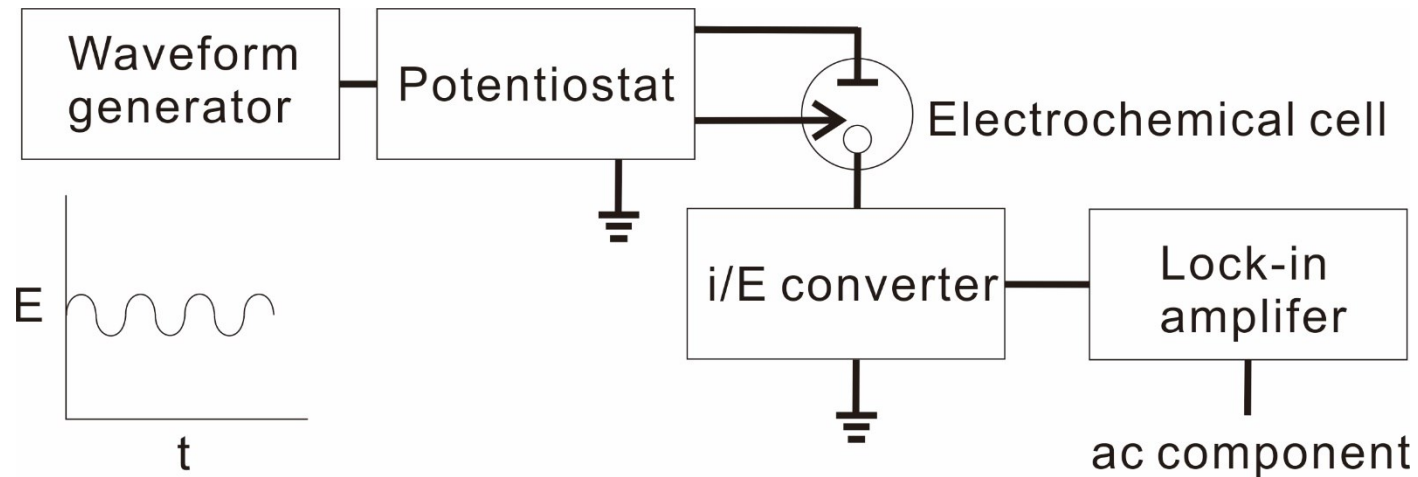 Waveform
generator
Potentiostat
Electrochemical cell
E
t
i/E converter
Lock-in
amplifer
ac component